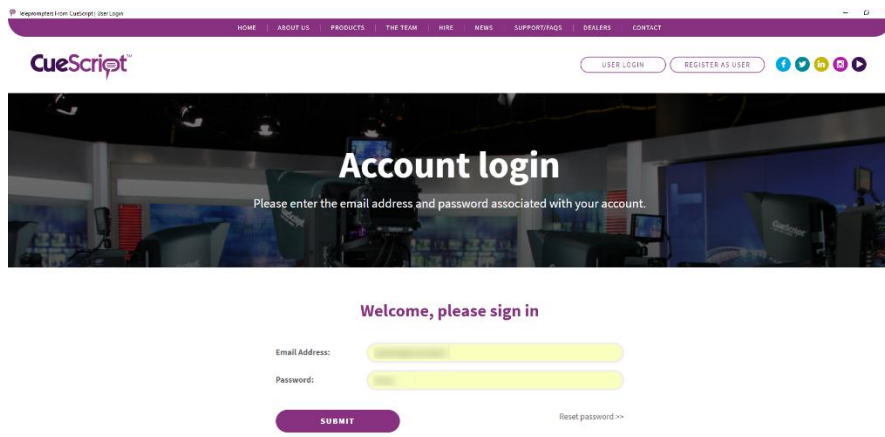 Teleprompters From CueScript | User Login
HOME | ABOUT US | PRODUCTS | THE TEAM | HIRE | NEWS | SUPPORT/FAQS | DEALERS | CONTACT
CueScript™
USER LOGIN
REGISTER AS USER
Account login
Please enter the email address and password associated with your account.
CueScript
Welcome, please sign in
Email Address:
Password:
SUBMIT
Reset password >>